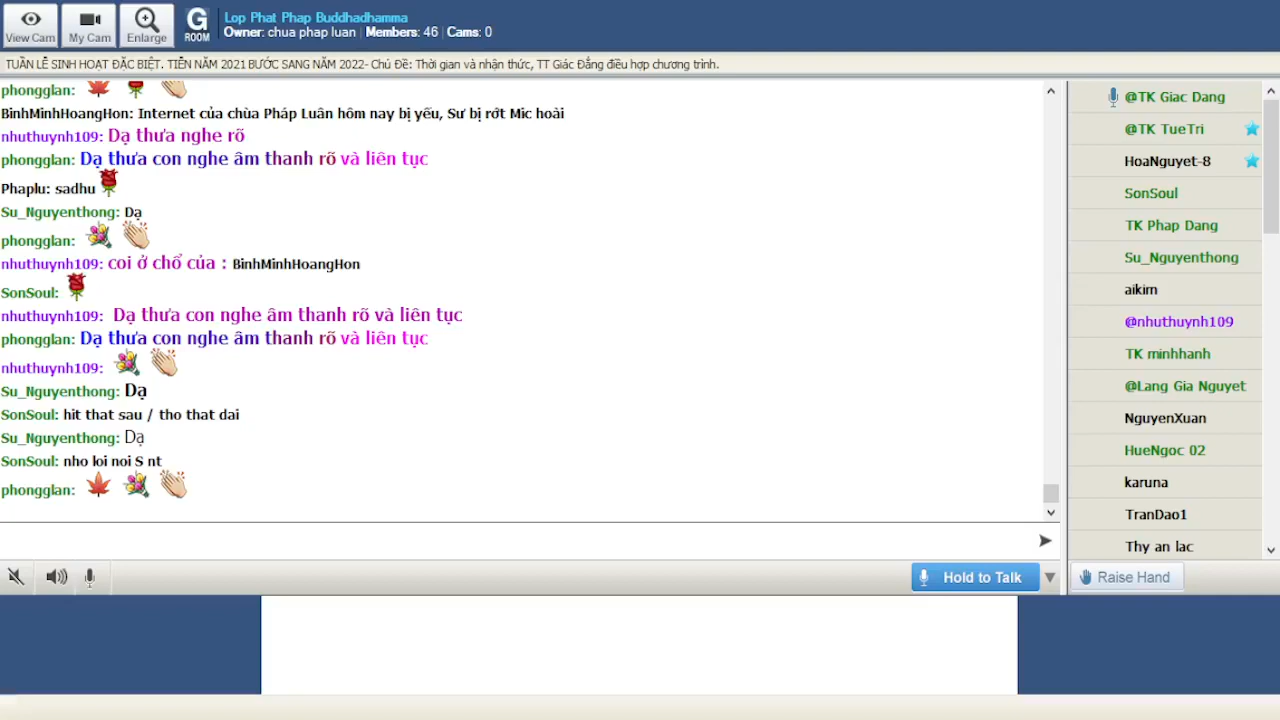 View Cam
My Cam
Enlarge
G
ROOM
Lop Phat Phap Buddhadhamma
Owner: chua phap luan | Members: 46 | Cams: 0
TUẦN LỄ SINH HOẠT ĐẶC BIỆT. TIỄN NĂM 2021 BƯỚC SANG NĂM 2022- Chủ Đề: Thời gian và nhận thức, TT Giác Đẳng điều hợp chương trình.
phongglan:
BinhMinhHoangHon: Internet của chùa Pháp Luân hôm nay bị yếu, Sư bị rớt Mic hoài
nhuthuynh109: Dạ thưa nghe rõ
phongglan: Dạ thưa con nghe âm thanh rõ và liên tục
Phaplu: sadhu
Su_Nguyenthong: Dạ
phongglan:
nhuthuynh109: coi ở chổ của : BinhMinhHoangHon
SonSoul:
nhuthuynh109: Dạ thưa con nghe âm thanh rõ và liên tục
phongglan: Dạ thưa con nghe âm thanh rõ và liên tục
nhuthuynh109:
Su_Nguyenthong: Dạ
SonSoul: hit that sau / tho that dai
Su_Nguyenthong: Dạ
SonSoul: nho loi noi S nt
phongglan:
Hold to Talk
@TK Giac Dang
@TK TueTri
HoaNguyet-8
SonSoul
TK Phap Dang
Su_Nguyenthong
aikim
@nhuthuynh109
TK minhhanh
@Lang Gia Nguyet
NguyenXuan
HueNgoc 02
karuna
TranDao1
Thy an lac
Raise Hand